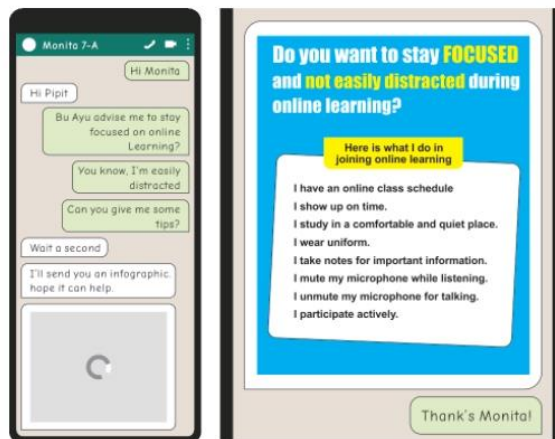 Monita 7-A
Hi Monita
Hi Pipit
Bu Ayu advise me to stay
focused on online
Learning?
You know, I'm easily
distracted
Can you give me some
tips?
Wait a second
I'll send you an infographic.
hope it can help.
Do you want to stay FOCUSED
and not easily distracted during
online learning?
Here is what I do in
joining online learning
I have an online class schedule
I show up on time.
I study in a comfortable and quiet place.
I wear uniform.
I take notes for important information.
I mute my microphone while listening.
I unmute my microphone for talking.
I participate actively.
Thank's Monita!